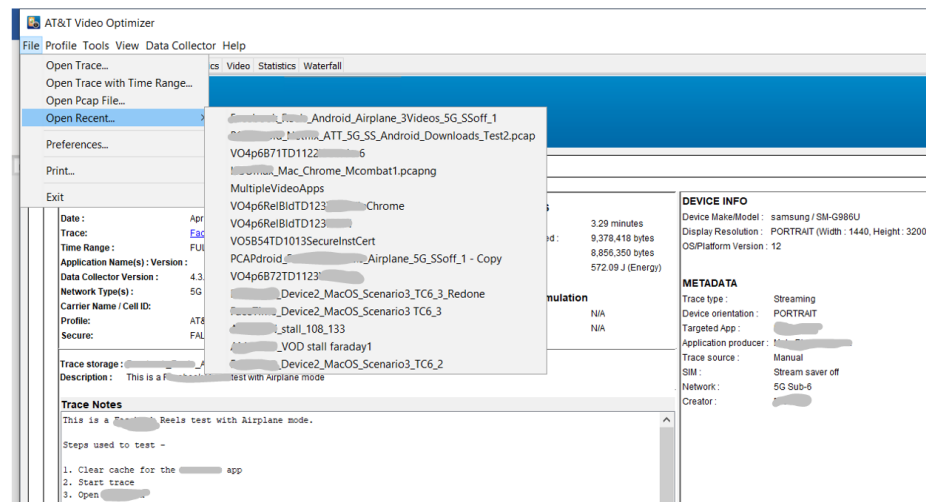 AT&T Video Optimizer
File Profile Tools View Data Collector Help
Open Trace...
cs Video Statistics Waterfall
Open Trace with Time Range...
Open Pcap File...
Open Recent... >
Preferences...
Print...
Exit
_Android_Airplane_3Videos_5G_SSoff_1
_ATT_5G_SS_Android_Downloads_Test2.pcap
VO4p6B71TD1122 6
_Mac_Chrome_Mcombat1.pcapng
MultipleVideoApps
VO4p6RelBldTD123 Chrome
VO4p6RelBldTD123
VO5B54TD1013SecureInstCert
PCAPdroid_ _Airplane_5G_SSoff_1 - Copy
VO4p6B72TD1123
_Device2_MacOS_Scenario3_TC6_3_Redone
_Device2_MacOS_Scenario3 TC6_3
_stall_108_133
_VOD stall faraday1
_Device2_MacOS_Scenario3_TC6_2
Date : Apr
Trace: Fac
Time Range : FUL
Application Name(s) : Version :
Data Collector Version : 4.3.
Network Type(s) : 5G
Carrier Name / Cell ID:
Profile: AT&
Secure: FAL
3.29 minutes
ed : 9,378,418 bytes
8,856,350 bytes
572.09 J (Energy)
mulation
N/A
N/A
Trace storage :
Description : This is a test with Airplane mode
Trace Notes
This is a Reels test with Airplane mode.
Steps used to test -
1. Clear cache for the app
2. Start trace
3. Open
DEVICE INFO
Device Make/Model : samsung / SM-G986U
Display Resolution : PORTRAIT (Width : 1440, Height : 3200
OS/Platform Version : 12
METADATA
Trace type : Streaming
Device orientation : PORTRAIT
Targeted App :
Application producer :
Trace source : Manual
SIM : Stream saver off
Network : 5G Sub-6
Creator :